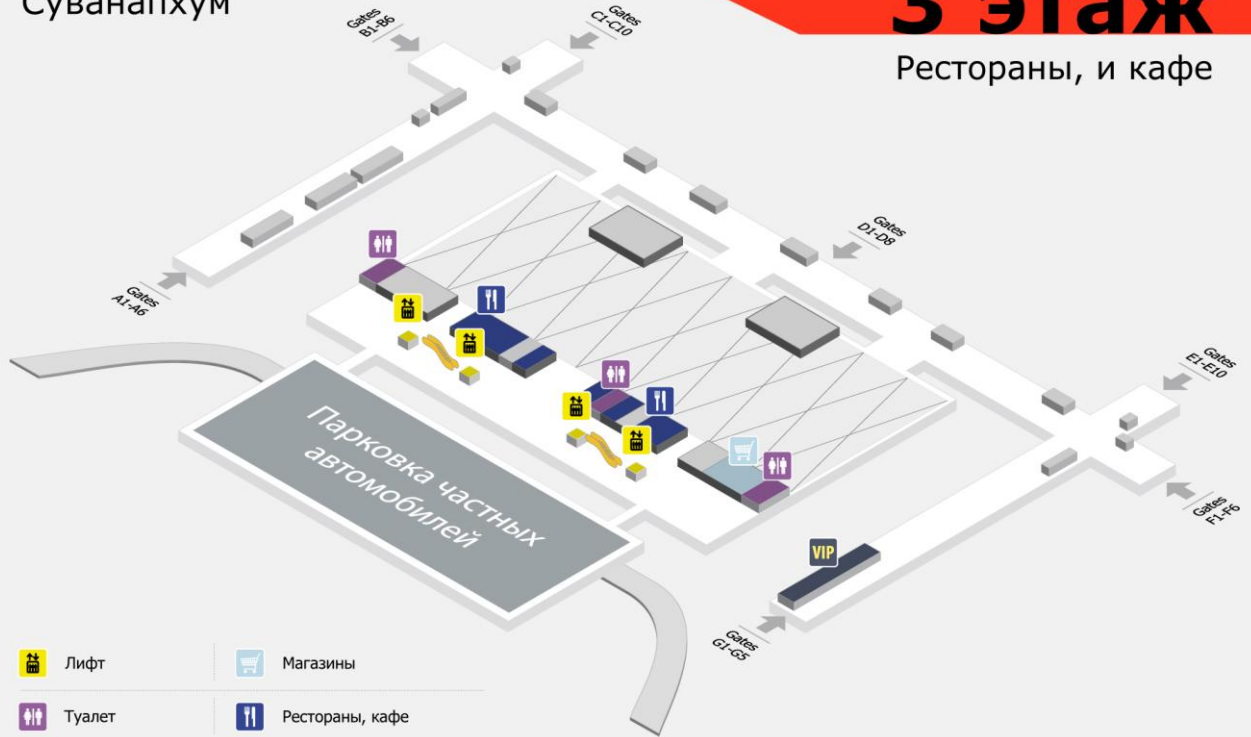 Суванапхум
3 этаж
Рестораны, и кафе
Gates
B1-B6
Gates
C1-C10
Gates
D1-D8
Gates
A1-A6
Gates
E1-E10
Парковка частных
автомобилей
Gates
F1-F6
VIP
Gates
G1-G5
Лифт
Магазины
Туалет
Рестораны, кафе